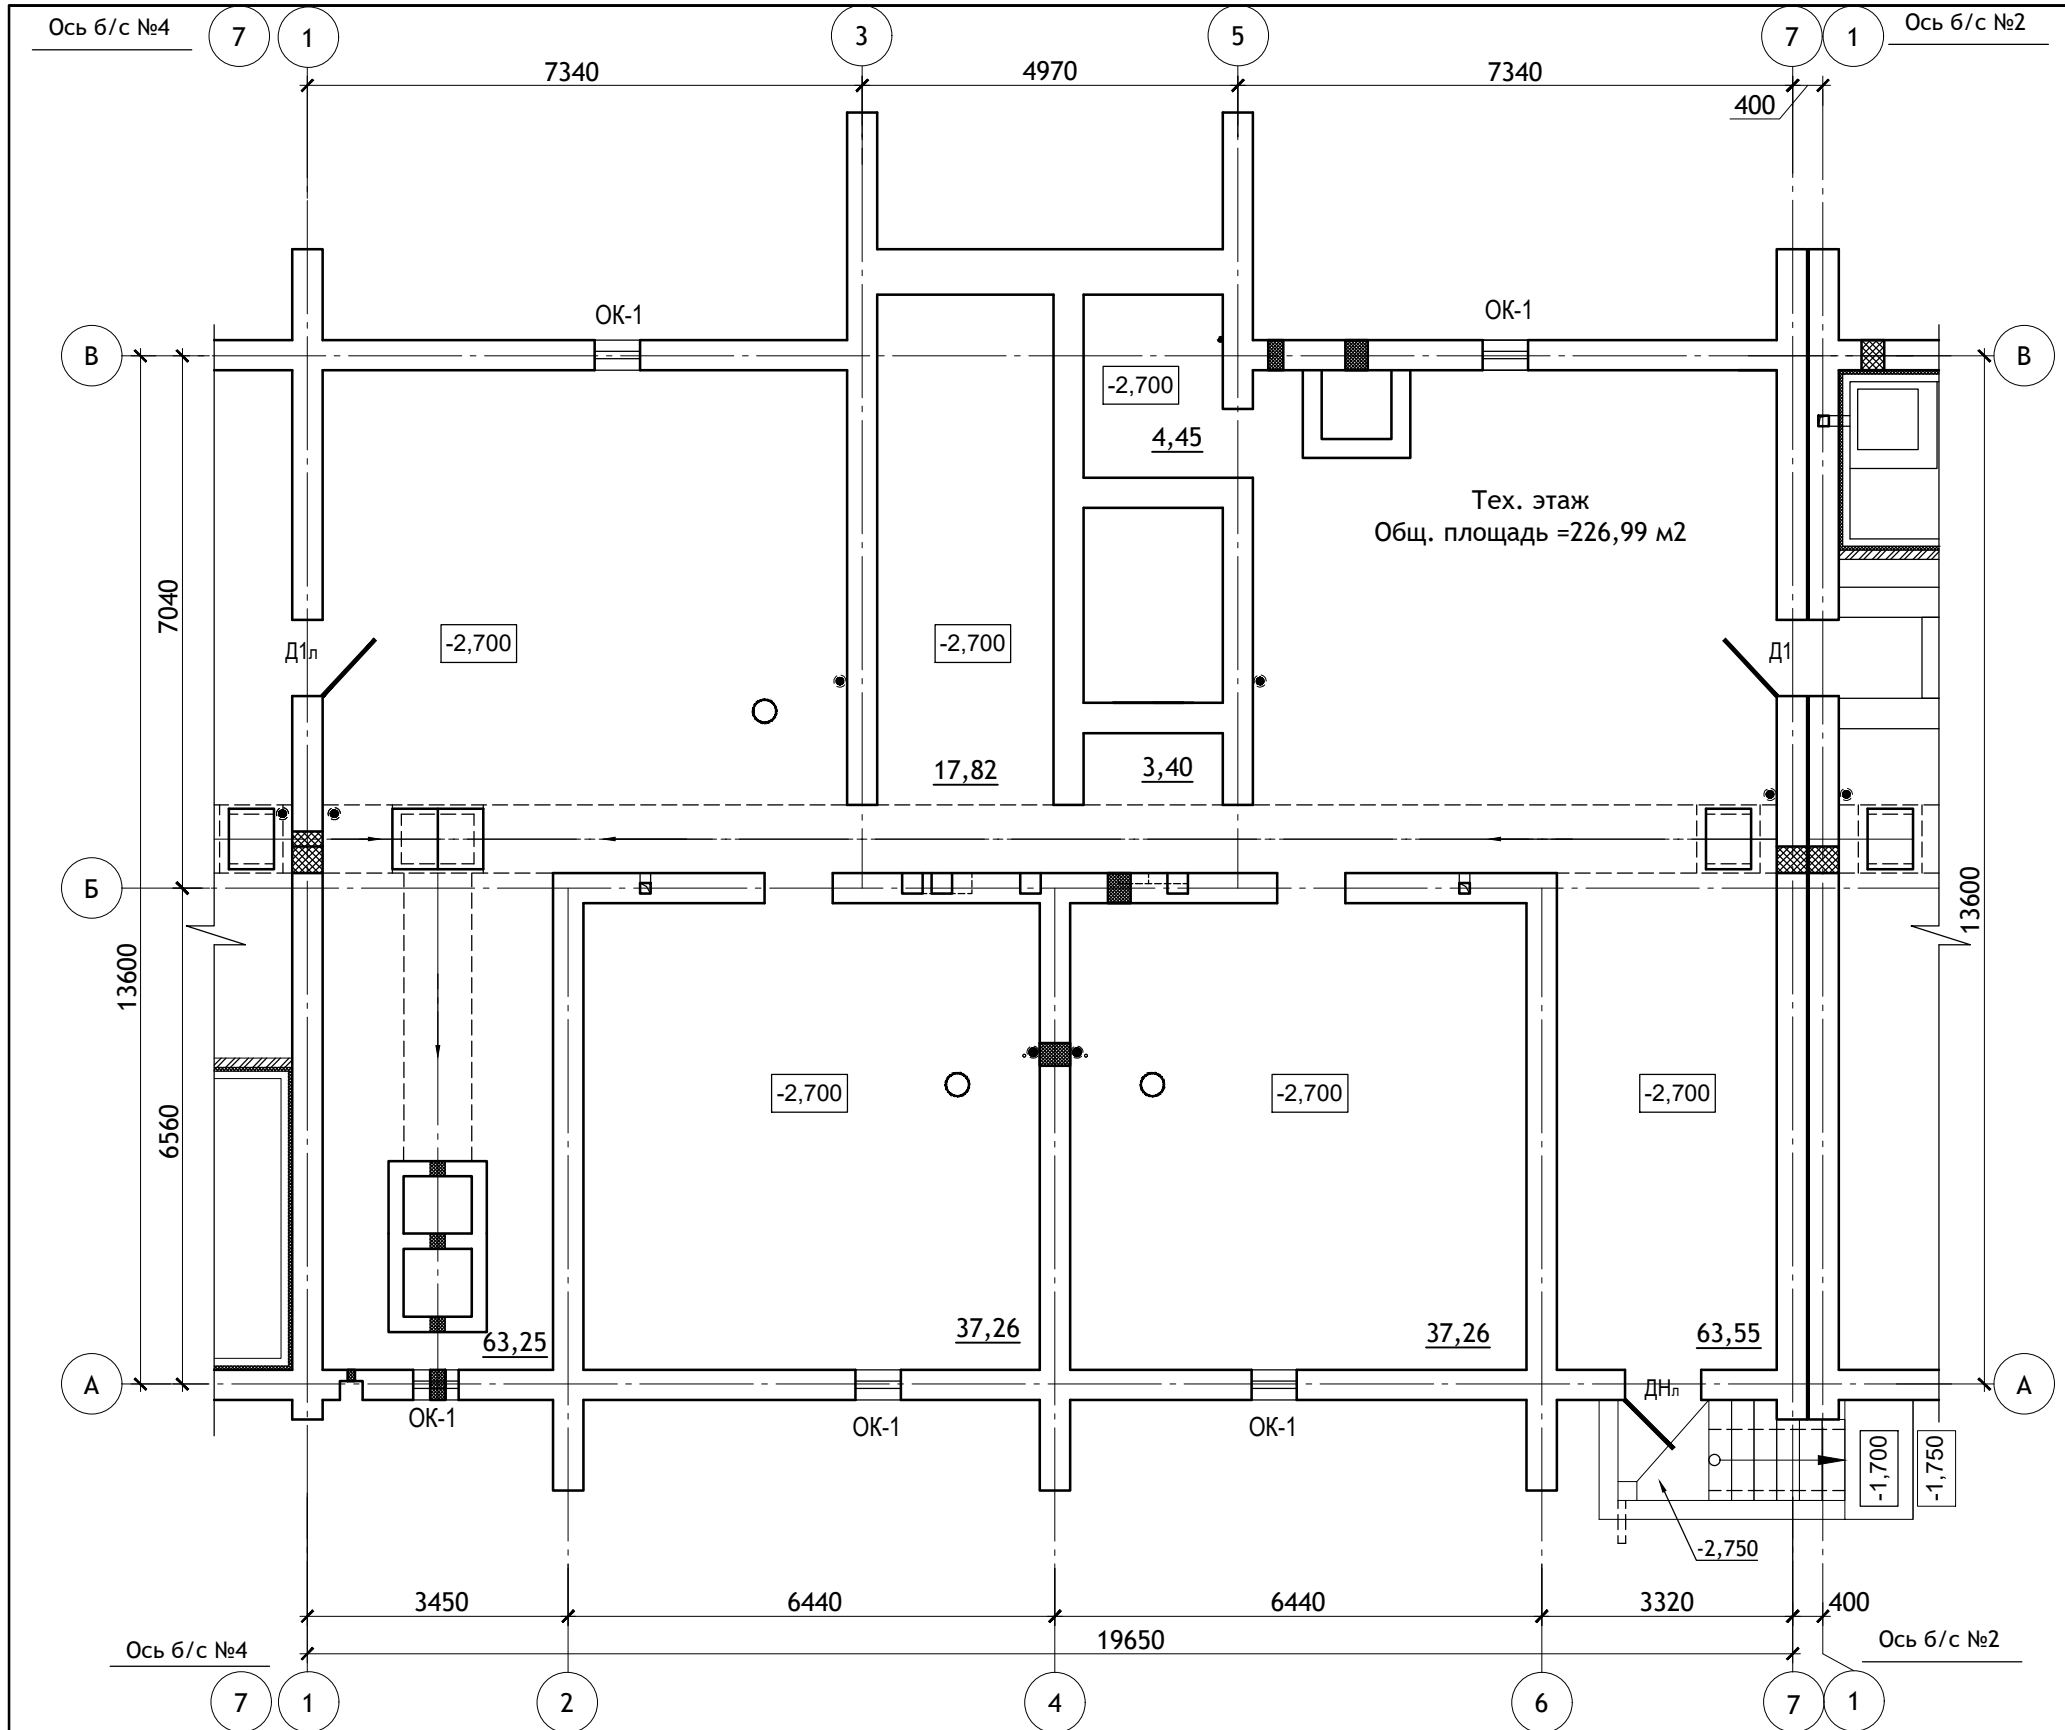 Ось б/с №4
7
1
3
5
7
1
Ось б/с №2
7340
4970
7340
400
ОК-1
ОК-1
В
В
-2,700
4,45
Тех. этаж
Общ. площадь =226,99 м2
7040
Д1л
-2,700
-2,700
Д1
17,82
3,40
Б
13600
13600
6560
-2,700
-2,700
-2,700
63,25
37,26
37,26
63,55
А
А
ДНл
ОК-1
ОК-1
ОК-1
-1,700
-1,750
-2,750
3450
6440
6440
3320
400
19650
Ось б/с №4
Ось б/с №2
7
1
2
4
6
7
1